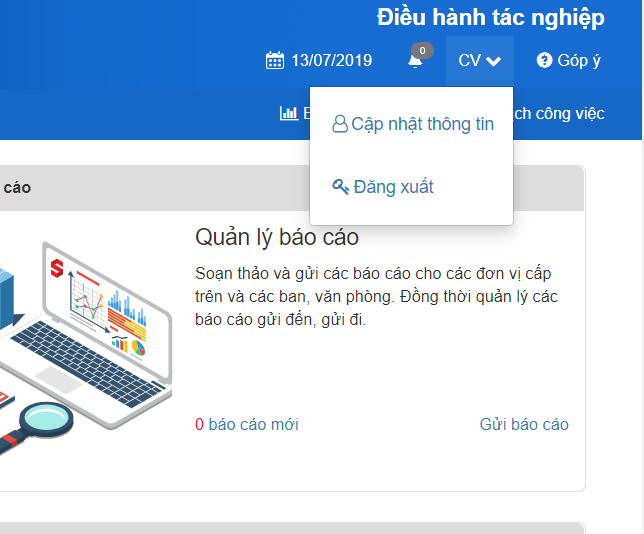 Điều hành tác nghiệp
13/07/2019 0 CV Góp ý
ch công việc
Cập nhật thông tin
Đăng xuất
cáo
Quản lý báo cáo
Soạn thảo và gửi các báo cáo cho các đơn vị cấp
trên và các ban, văn phòng. Đồng thời quản lý các
báo cáo gửi đến, gửi đi.
0 báo cáo mới Gửi báo cáo